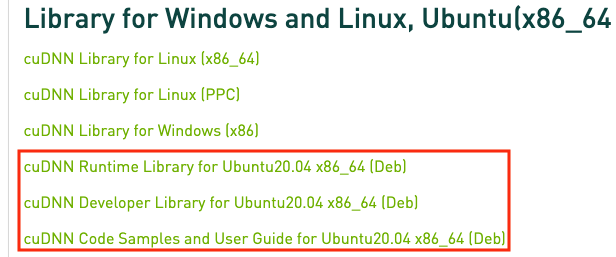 Library for Windows and Linux, Ubuntu(x86_64
cuDNN Library for Linux (x86_64)
cuDNN Library for Linux (PPC)
cuDNN Library for Windows (x86)
cuDNN Runtime Library for Ubuntu20.04 x86_64 (Deb)
cuDNN Developer Library for Ubuntu20.04 x86_64 (Deb)
cuDNN Code Samples and User Guide for Ubuntu20.04 x86_64 (Deb)